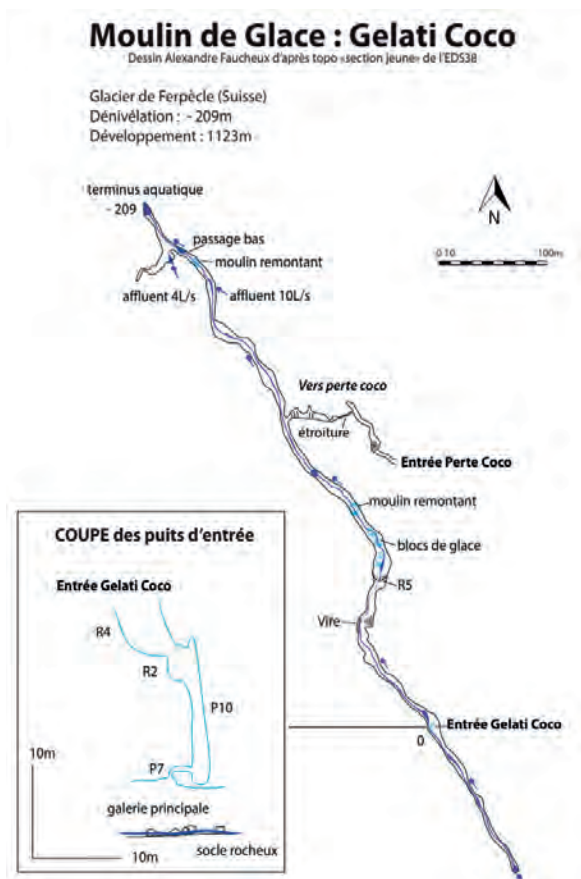 Moulin de Glace : Gelati Coco
Dessin Alexandre Faucheux d'après topo «section jeune» de l'EDS38
Glacier de Ferpècle (Suisse)
Dénivélation : - 209m
Développement : 1123m
terminus aquatique
- 209
passage bas
moulin remontant
affluent 4L/s
affluent 10L/s
N
0 10
100m
Vers perte coco
étroiture
Entrée Perte Coco
moulin remontant
blocs de glace
R5
Vire
Entrée Gelati Coco
0
COUPE des puits d'entrée
Entrée Gelati Coco
R4
R2
P10
P7
10m
galerie principale
socle rocheux
10m